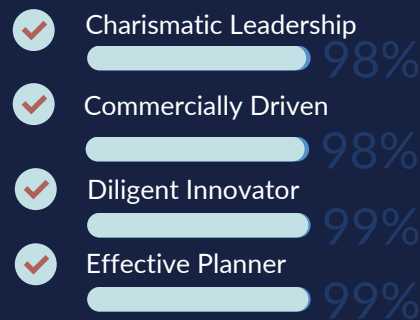 Charismatic Leadership
98%
Commercially Driven
98%
Diligent Innovator
99%
Effective Planner
99%